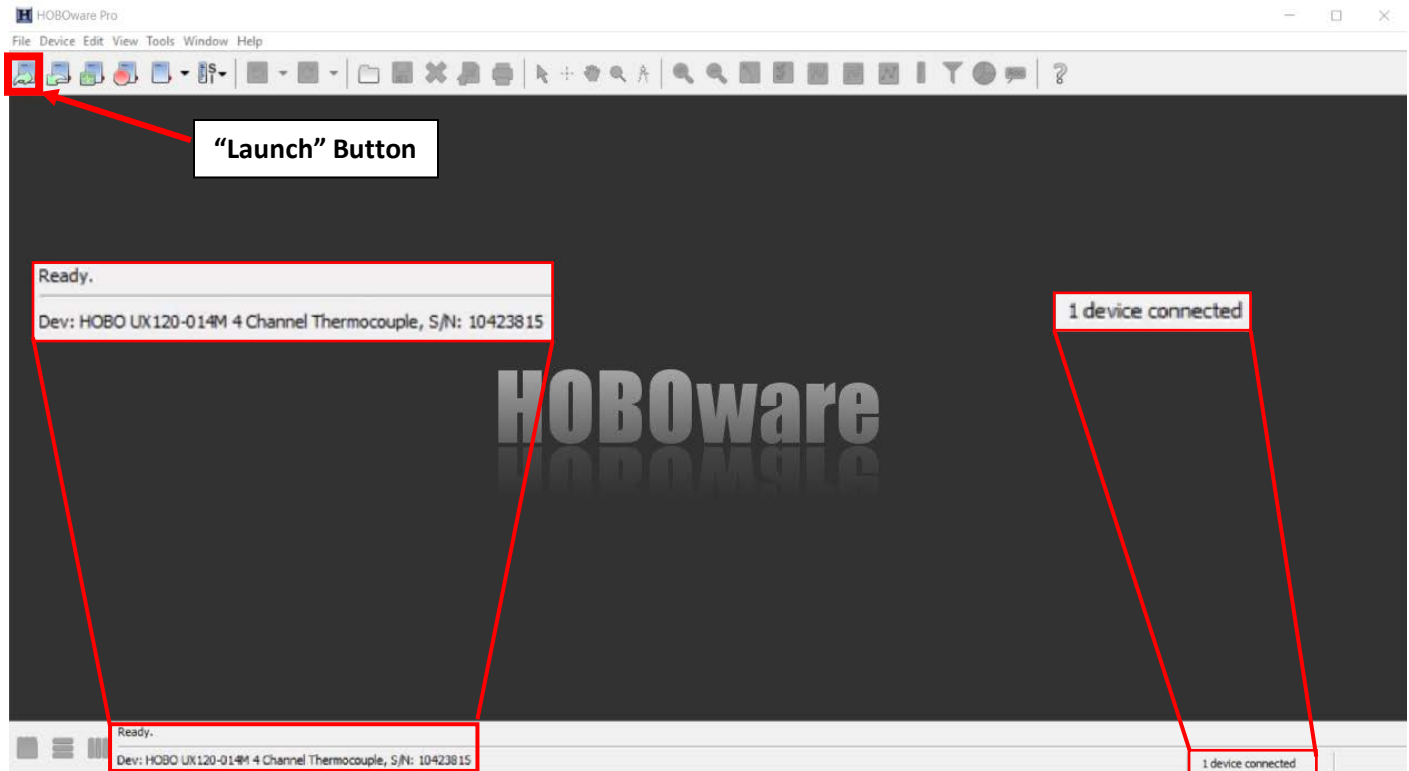 HOBOware Pro
File Device Edit View Tools Window Help
“Launch” Button
Ready.
Dev: HOBO UX120-014M 4 Channel Thermocouple, S/N: 10423815
1 device connected
HOBOware
Ready.
Dev: HOBO UX120-014M 4 Channel Thermocouple, S/N: 10423815
1 device connected